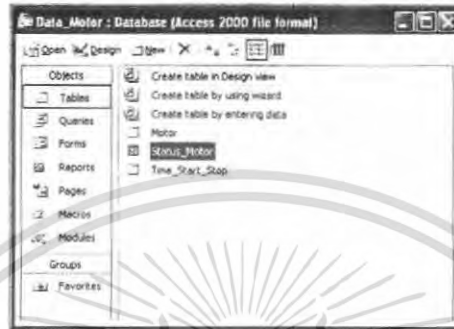 Data_Motor : Database (Access 2000 file format)
Open Design New
Objects
Tables
Queries
Forms
Reports
Pages
Macros
Modules
Groups
Favorites
Create table in Design view
Create table by using wizard
Create table by entering data
Motor
Status_Motor
Time_Start_Stop